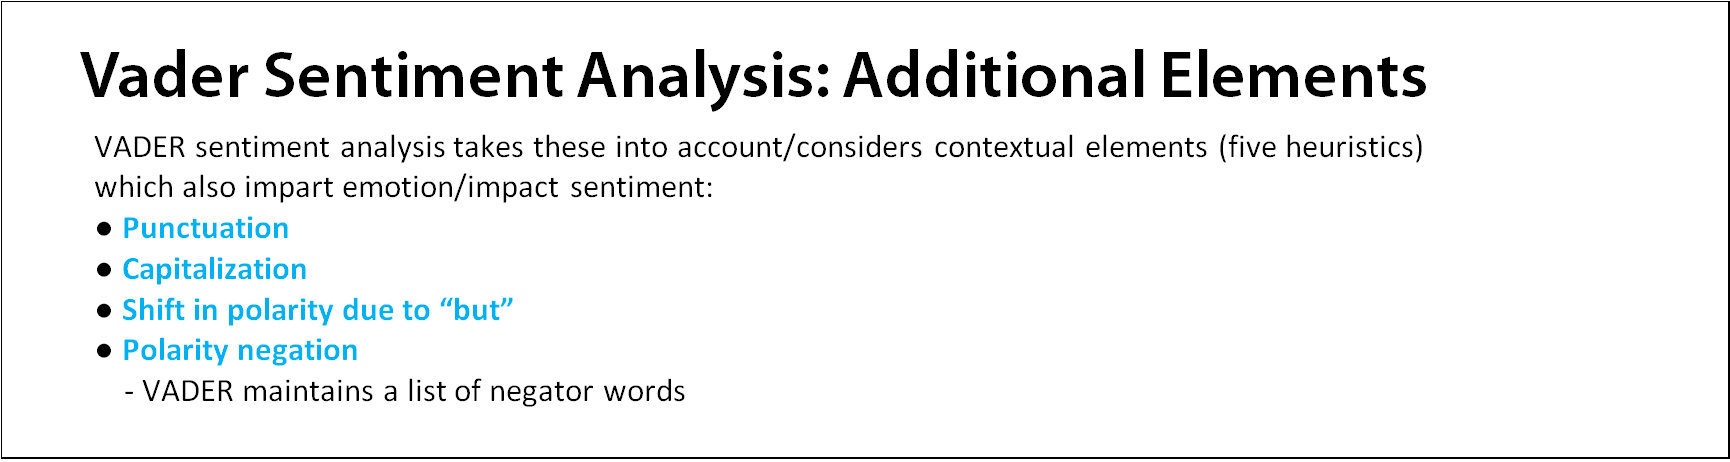 Vader Sentiment Analysis: Additional Elements
VADER sentiment analysis takes these into account/considers contextual elements (five heuristics)
which also impart emotion/impact sentiment:
● Punctuation
● Capitalization
● Shift in polarity due to “but”
● Polarity negation
- VADER maintains a list of negator words